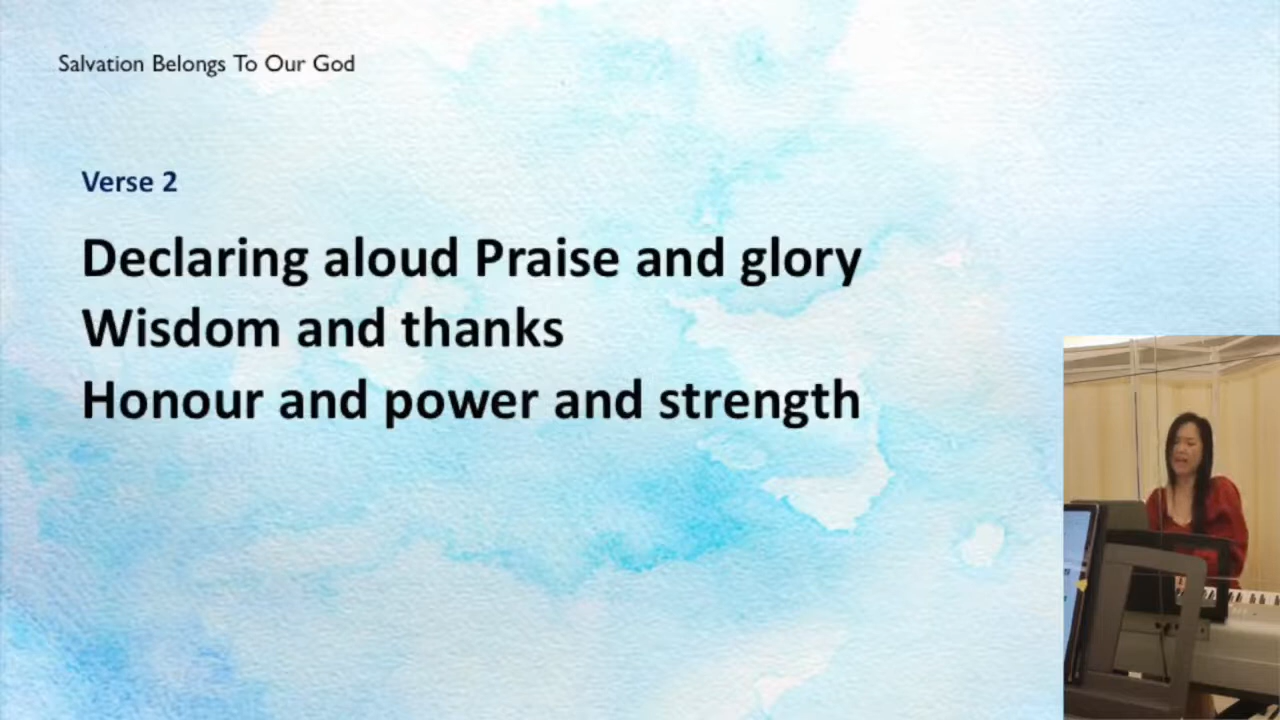 Salvation Belongs To Our God
Verse 2
Declaring aloud Praise and glory
Wisdom and thanks
Honour and power and strength